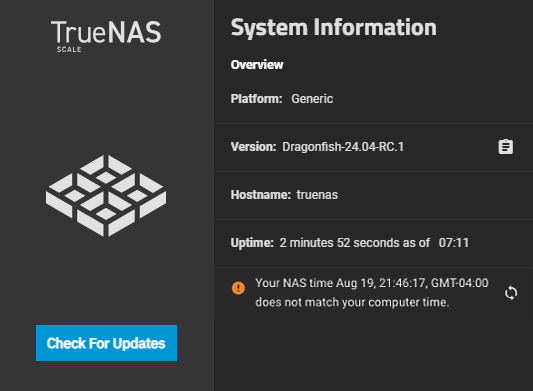 TrueNAS
SCALE
Check For Updates
System Information
Overview
Platform: Generic
Version: Dragonfish-24.04-RC.1
Hostname: truenas
Uptime: 2 minutes 52 seconds as of 07:11
Your NAS time Aug 19, 21:46:17, GMT-04:00
does not match your computer time.